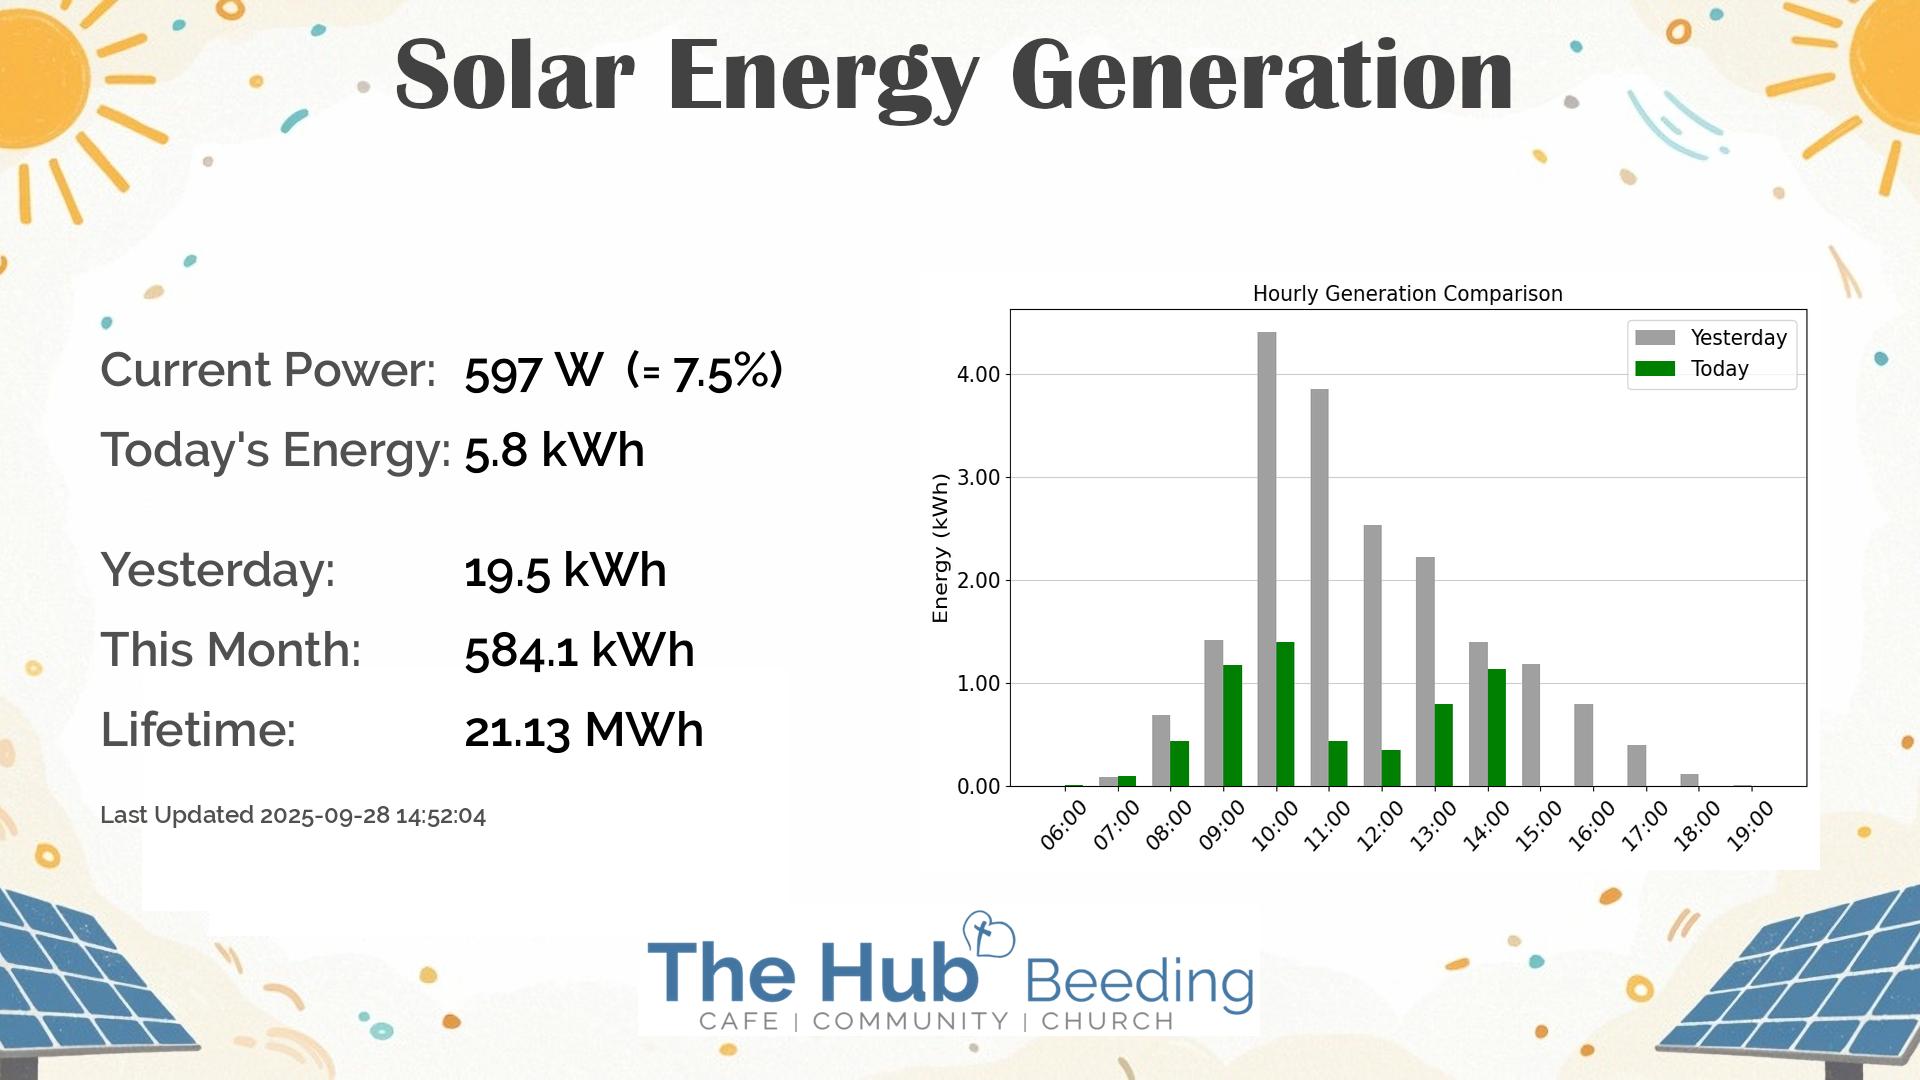 Solar Energy Generation
Current Power: 597 W (= 7.5%)
Today's Energy: 5.8 kWh
Yesterday: 19.5 kWh
This Month: 584.1 kWh
Lifetime: 21.13 MWh
Last Updated 2025-09-28 14:52:04
Hourly Generation Comparison
Yesterday
Today
Energy (kWh)
4.00
3.00
2.00
1.00
0.00
06:00 07:00 08:00 09:00 10:00 11:00 12:00 13:00 14:00 15:00 16:00 17:00 18:00 19:00
The Hub Beeding
CAFE | COMMUNITY | CHURCH